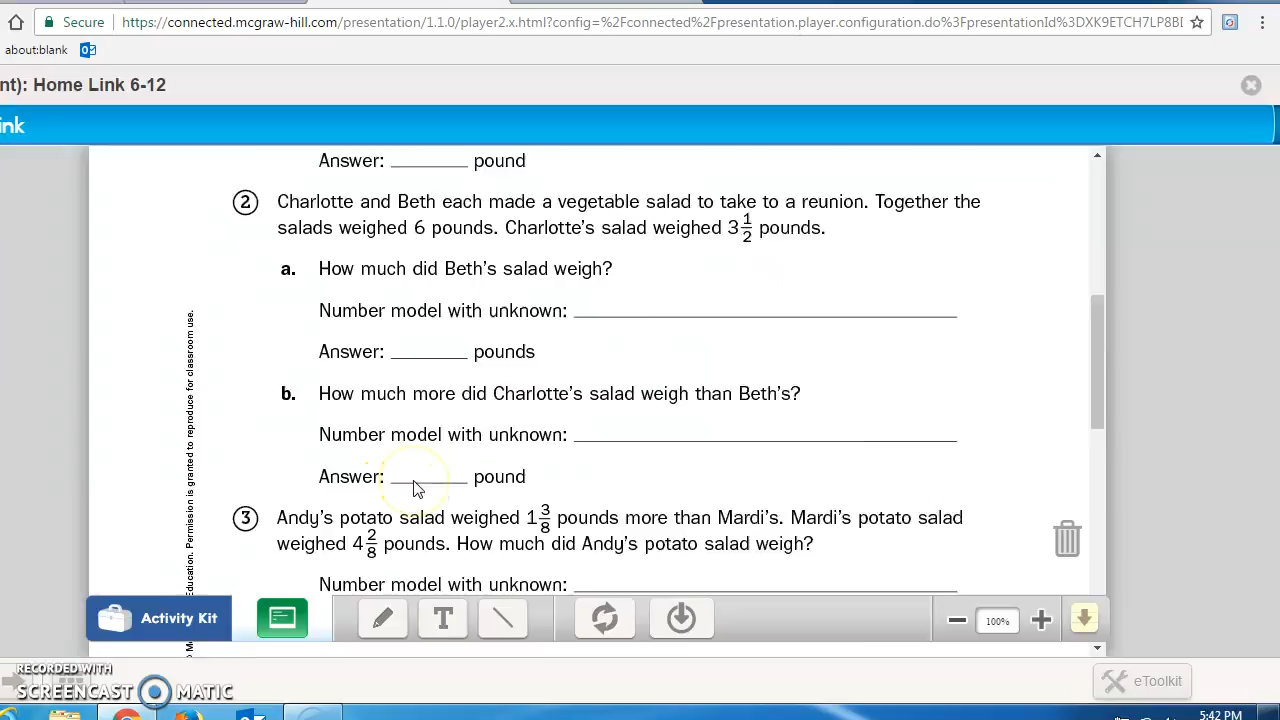 Secure
https://connected.mcgraw-hill.com/presentation/1.1.0/player2.x.html?config=%2Fconnected%2Fpresentation.player.configuration.do%3FpresentationId%3DXK9ETCH7LP8BD
about:blank
nt): Home Link 6-12
ink
Answer: ________ pound
2 Charlotte and Beth each made a vegetable salad to take to a reunion. Together the
salads weighed 6 pounds. Charlotte's salad weighed 3 1/2 pounds.
a. How much did Beth's salad weigh?
Number model with unknown: ________
Answer: ________ pounds
b. How much more did Charlotte's salad weigh than Beth's?
Number model with unknown: ________
Answer: ________ pound
3 Andy's potato salad weighed 1 3/8 pounds more than Mardi's. Mardi's potato salad
weighed 4 2/8 pounds. How much did Andy's potato salad weigh?
Number model with unknown: ________
Education. Permission is granted to reproduce for classroom use.
Activity Kit
T
100%
RECORDED WITH
SCREENCAST MATIC
eToolkit
5:42 PM